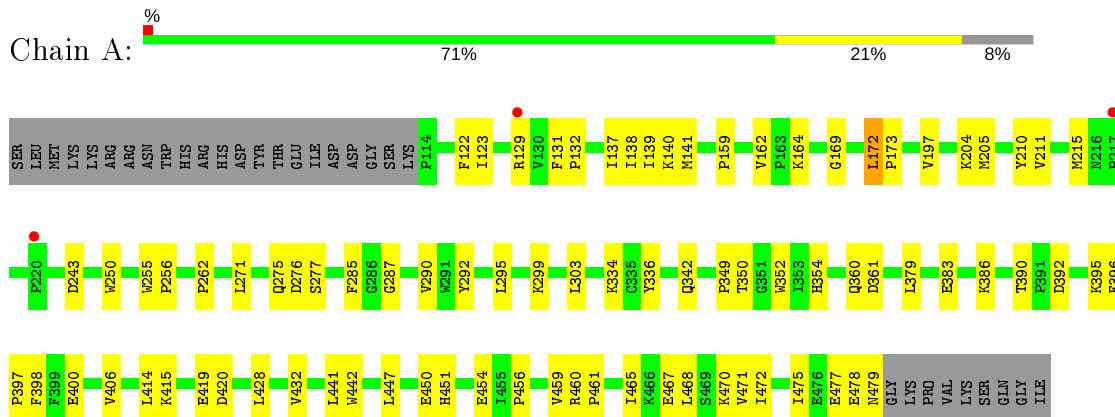 %
Chain A:
71% 21% 8%
SER LEU MET LYS LYS ARG ARG ASN TRP HIS ARG HIS ASP TYR THR GLU ILE ASP ASP GLY SER LYS P114 F122 I123 R129 V130 F131 P132 I137 I138 I139 K140 M141 P159 V162 P163 K164 G169 L172 P173 V197 K204 M205 Y210 V211 M215 N216
P220 D243 W250 W255 P256 P262 L271 Q275 D276 S277 F285 G286 G287 V290 W291 Y292 L295 K299 L303 K334 C335 Y336 Q342 P349 T350 G351 W352 I353 H354 Q360 D361 L379 E383 K386 T390 P391 D392 K395
P397 F398 F399 E400 V406 L414 K415 E419 D420 L428 V432 L441 W442 L447 E450 H451 E454 I455 P456 V459 R460 P461 I465 K466 E467 L468 S469 K470 V471 I472 I475 E476 E477 E478 N479 GLY LYS PRO VAL LYS SER GLN GLY ILE